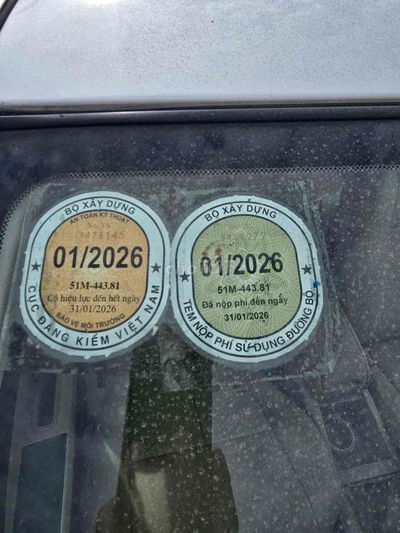 BỘ XÂY DỰNG
AN TOÀN KỸ THUẬT
01/2026
51M-443.81
Có hiệu lực đến hết ngày
31/01/2026
BẢO VỆ MÔI TRƯỜNG
CỤC ĐĂNG KIỂM VIỆT NAM
BỘ XÂY DỰNG
01/2026
51M-443.81
Đã nộp phí đến ngày
31/01/2026
TEM NỘP PHÍ SỬ DỤNG ĐƯỜNG BỘ